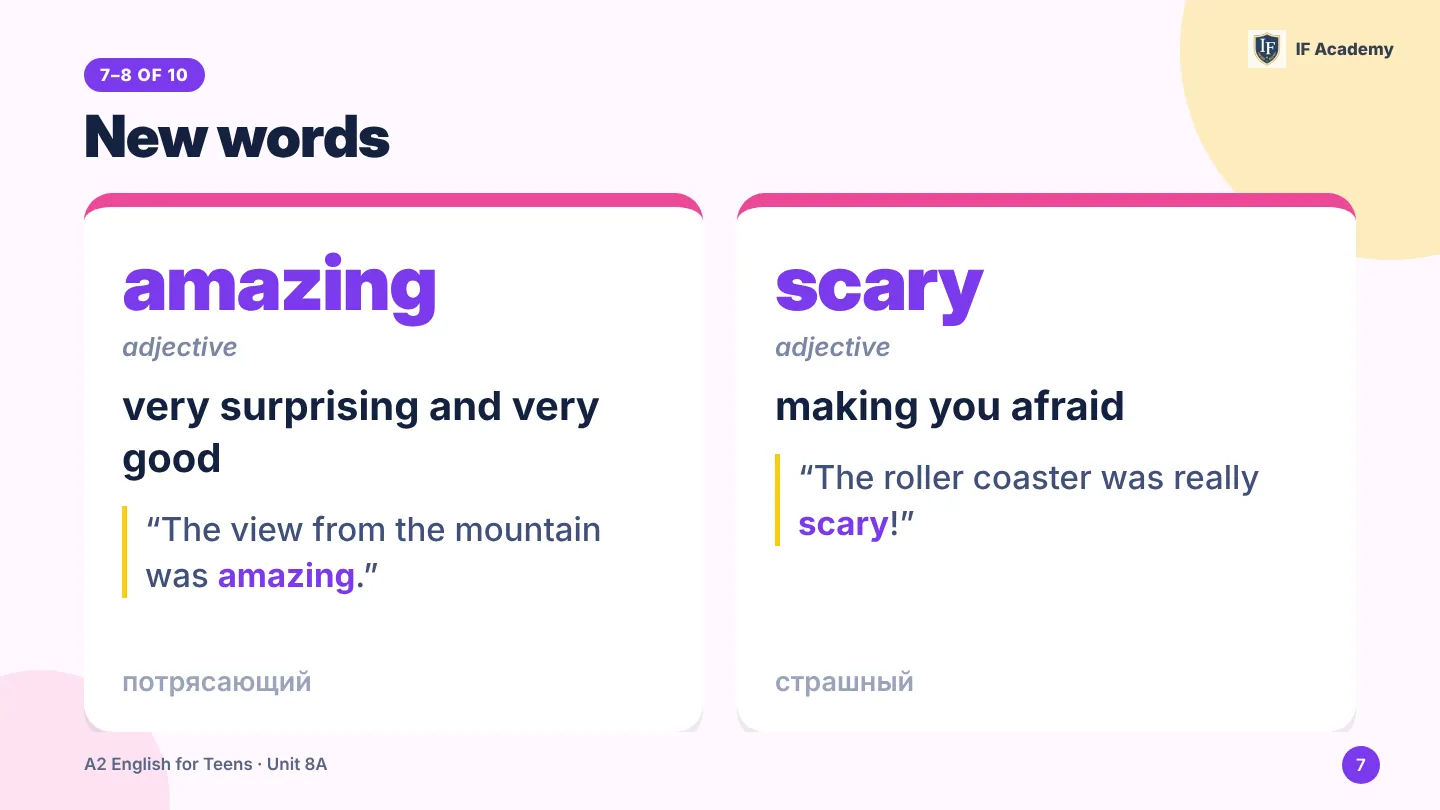 IF
IF Academy
7–8 OF 10
New words
amazing
adjective
very surprising and very
good
“The view from the mountain
was amazing.”
потрясающий
scary
adjective
making you afraid
“The roller coaster was really
scary!”
страшный
A2 English for Teens · Unit 8A
7